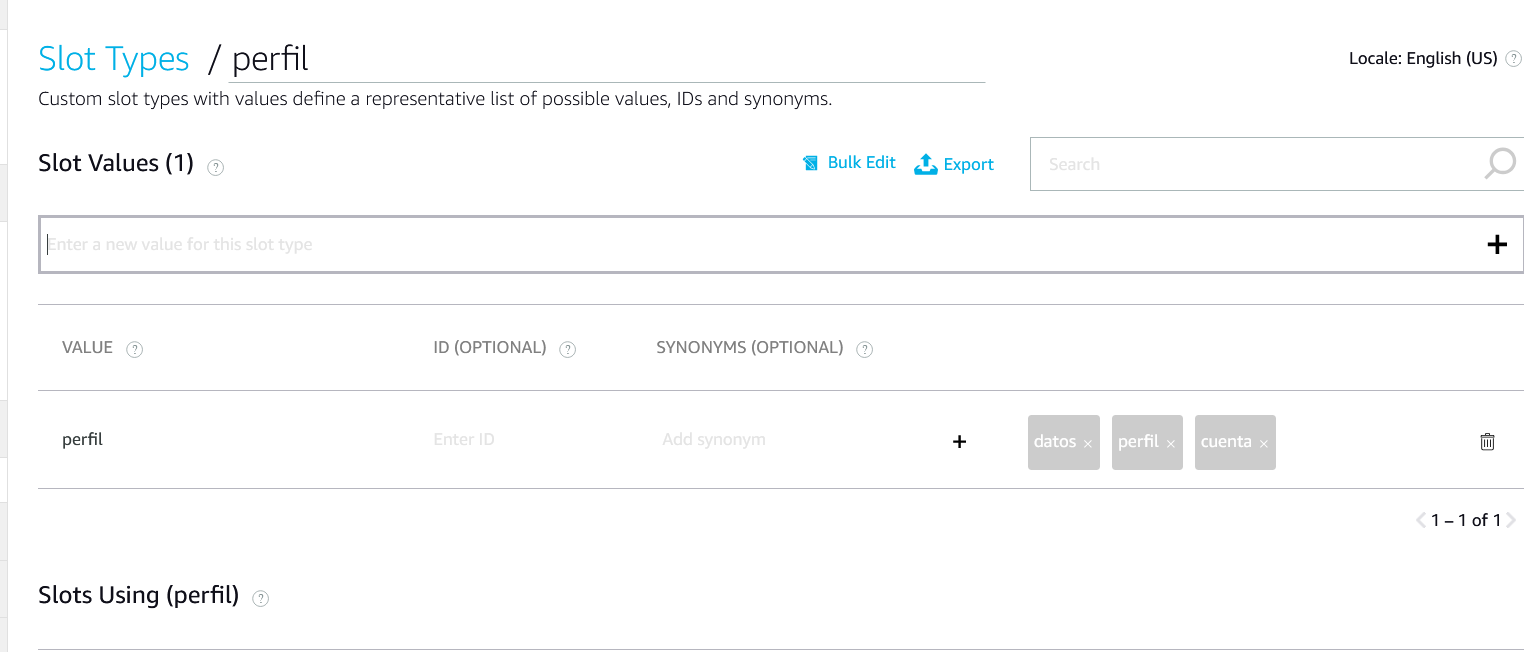 Slot Types / perfil
Locale: English (US) ?
Custom slot types with values define a representative list of possible values, IDs and synonyms.
Slot Values (1) ?
Bulk Edit
Export
Search
Enter a new value for this slot type
VALUE ? ID (OPTIONAL) ? SYNONYMS (OPTIONAL) ?
perfil Enter ID Add synonym + datos × perfil × cuenta ×
1 – 1 of 1
Slots Using (perfil) ?